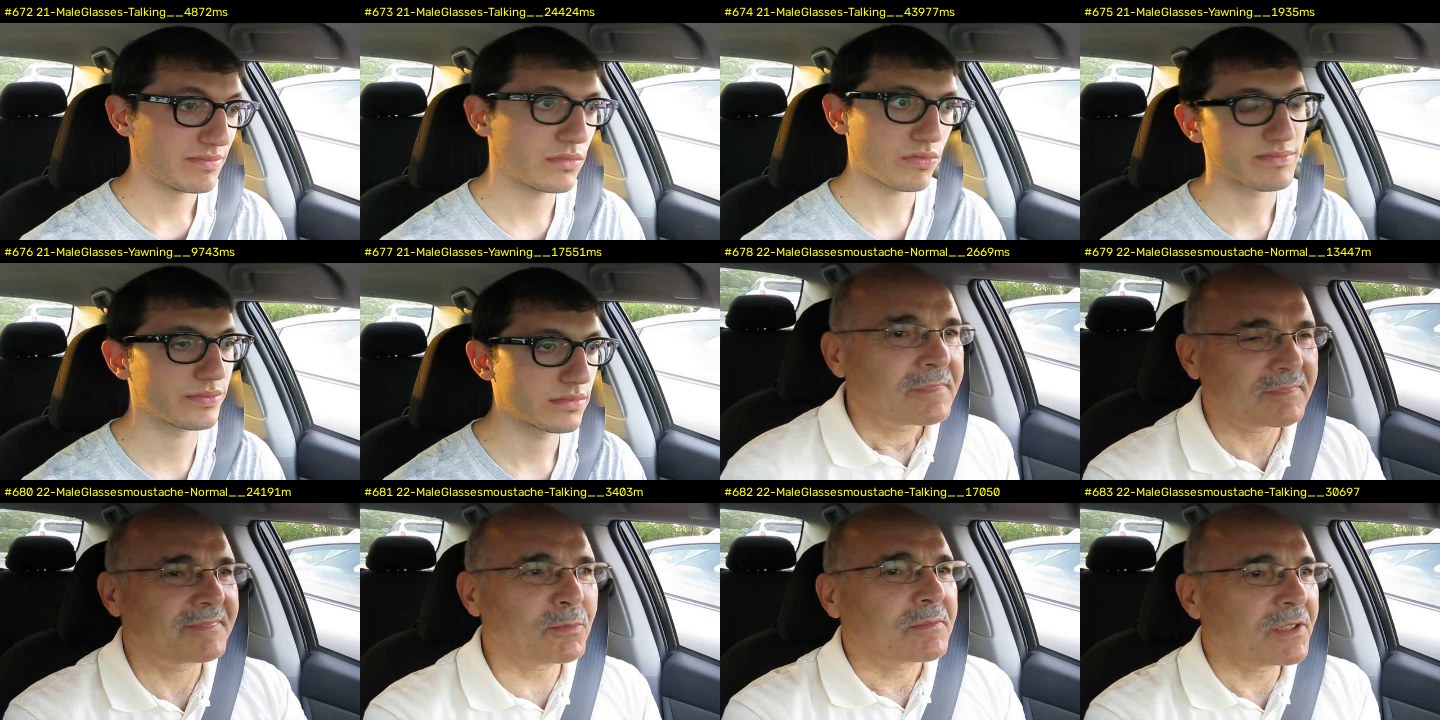 #672 21-MaleGlasses-Talking__4872ms
#673 21-MaleGlasses-Talking__24424ms
#674 21-MaleGlasses-Talking__43977ms
#675 21-MaleGlasses-Yawning__1935ms
#676 21-MaleGlasses-Yawning__9743ms
#677 21-MaleGlasses-Yawning__17551ms
#678 22-MaleGlassesmoustache-Normal__2669ms
#679 22-MaleGlassesmoustache-Normal__13447m
#680 22-MaleGlassesmoustache-Normal__24191m
#681 22-MaleGlassesmoustache-Talking__3403m
#682 22-MaleGlassesmoustache-Talking__17050
#683 22-MaleGlassesmoustache-Talking__30697